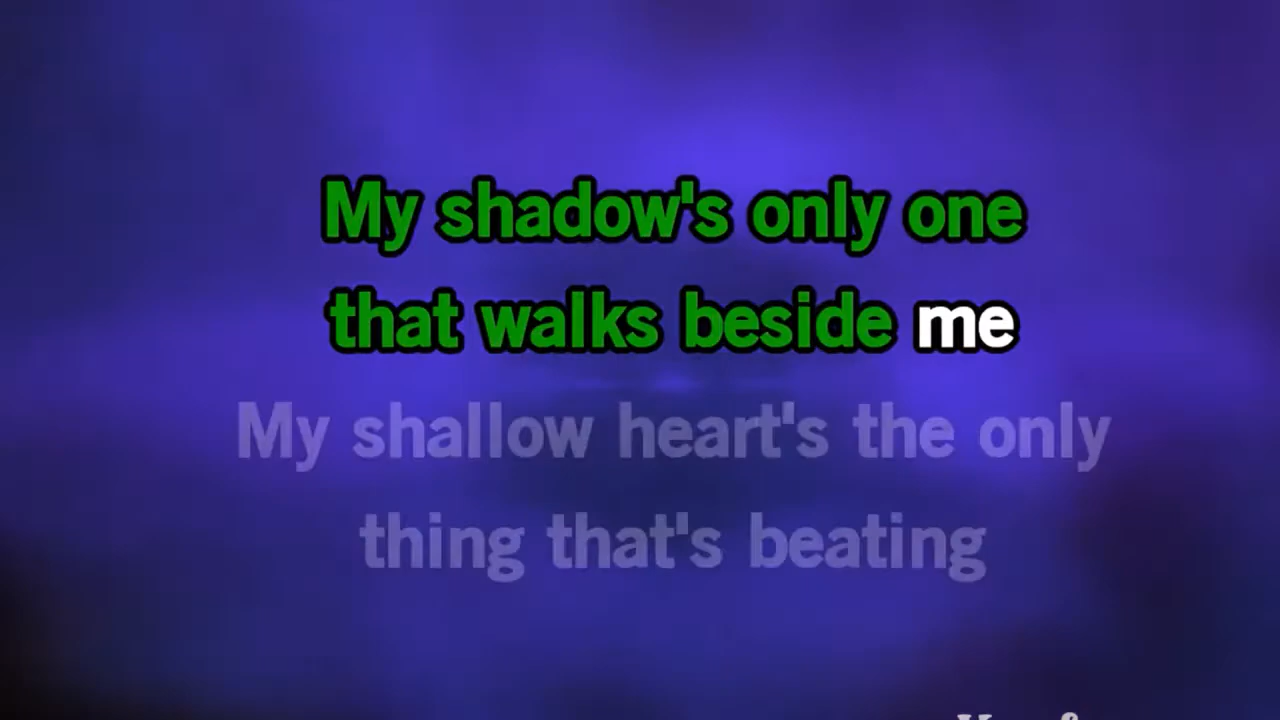 My shadow's only one
that walks beside me
My shallow heart's the only
thing that's beating